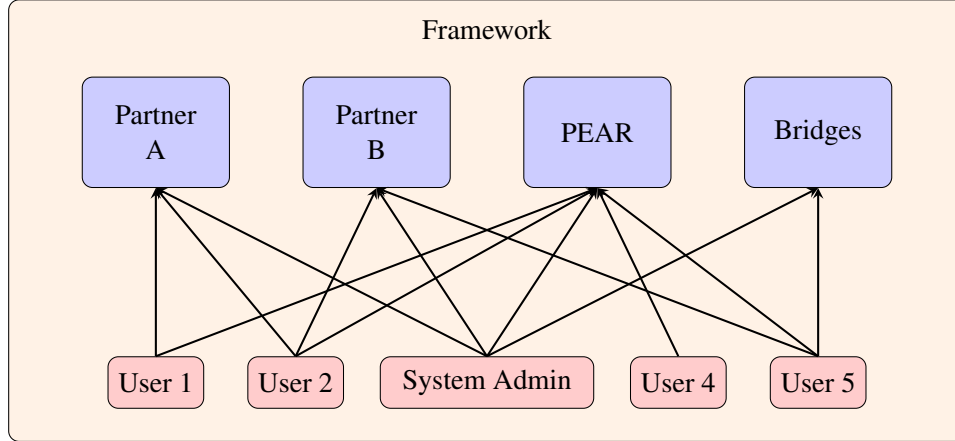 Framework
Partner
A
Partner
B
PEAR
Bridges
User 1
User 2
System Admin
User 4
User 5